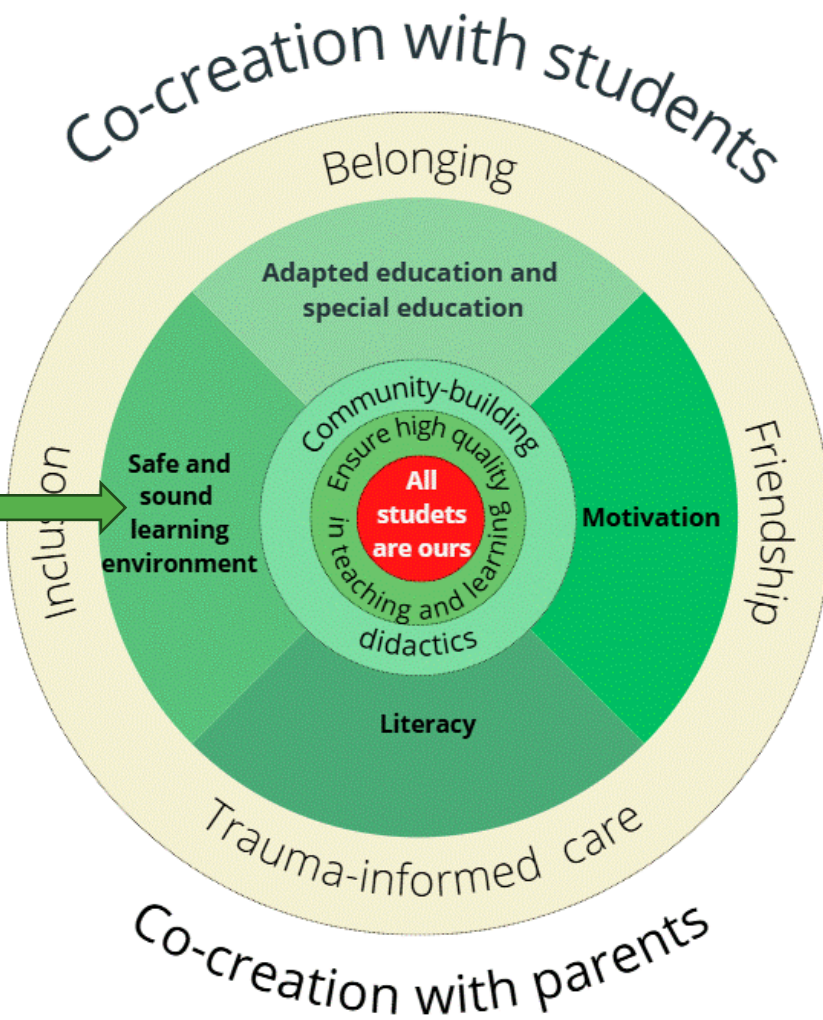 Co-creation with students
Belonging
Adapted education and
special education
Community-building
Ensure high quality
All
studets
are ours
in teaching and learning
didactics
Safe and
sound
learning
environment
Inclusion
Motivation
Friendship
Literacy
Trauma-informed care
Co-creation with parents